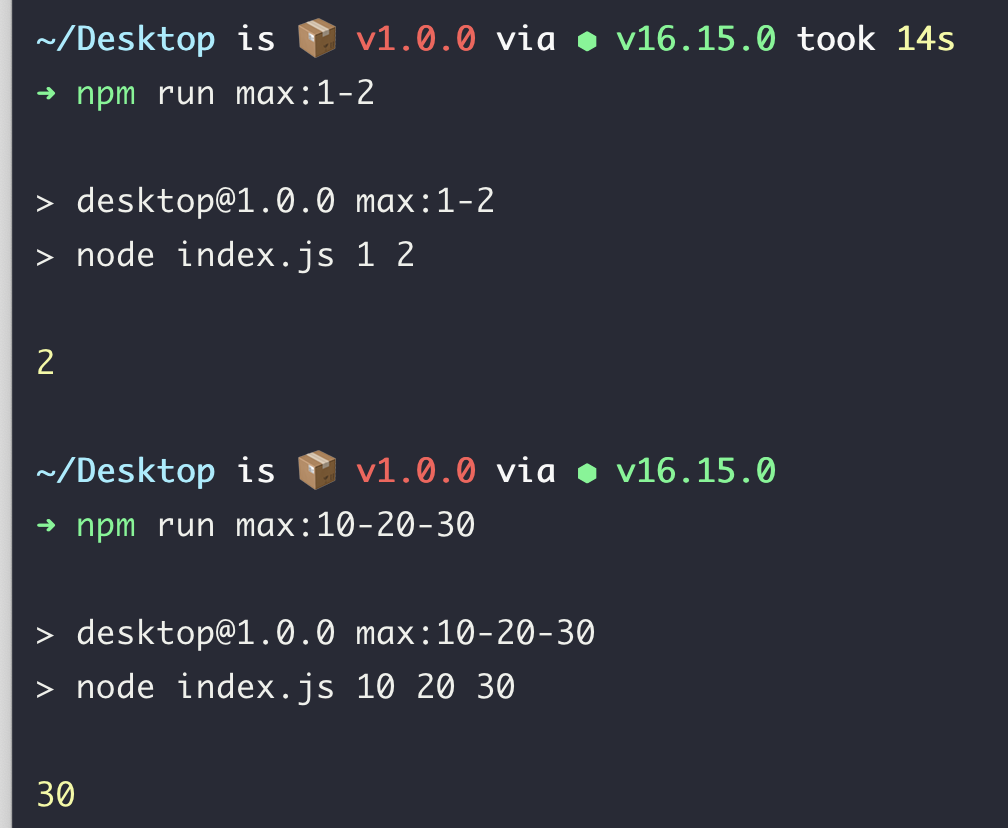 ~/Desktop is 📦 v1.0.0 via ⬢ v16.15.0 took 14s
➜ npm run max:1-2
> desktop@1.0.0 max:1-2
> node index.js 1 2
2
~/Desktop is 📦 v1.0.0 via ⬢ v16.15.0
➜ npm run max:10-20-30
> desktop@1.0.0 max:10-20-30
> node index.js 10 20 30
30